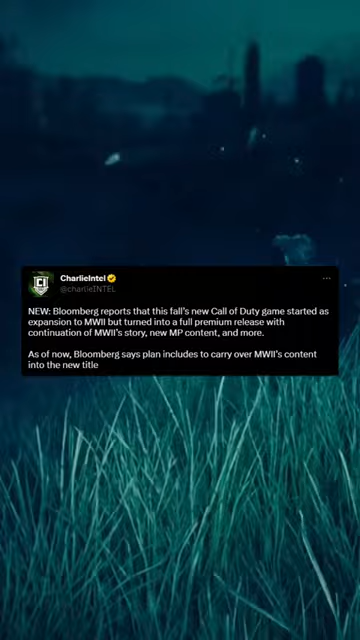 CharlieIntel
@charlieINTEL
NEW: Bloomberg reports that this fall's new Call of Duty game started as
expansion to MWII but turned into a full premium release with
continuation of MWII's story, new MP content, and more.
As of now, Bloomberg says plan includes to carry over MWII's content
into the new title